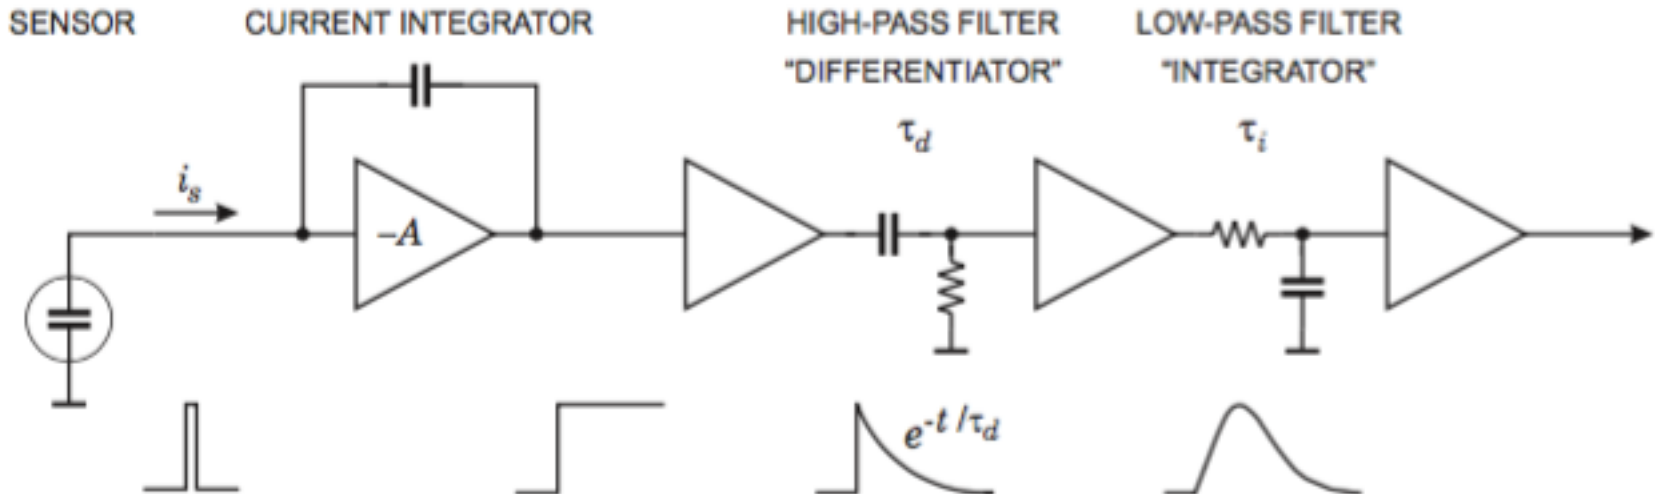 SENSOR
CURRENT INTEGRATOR
HIGH-PASS FILTER
"DIFFERENTIATOR"
LOW-PASS FILTER
"INTEGRATOR"
τd
τi
is
–A
e-t /τd